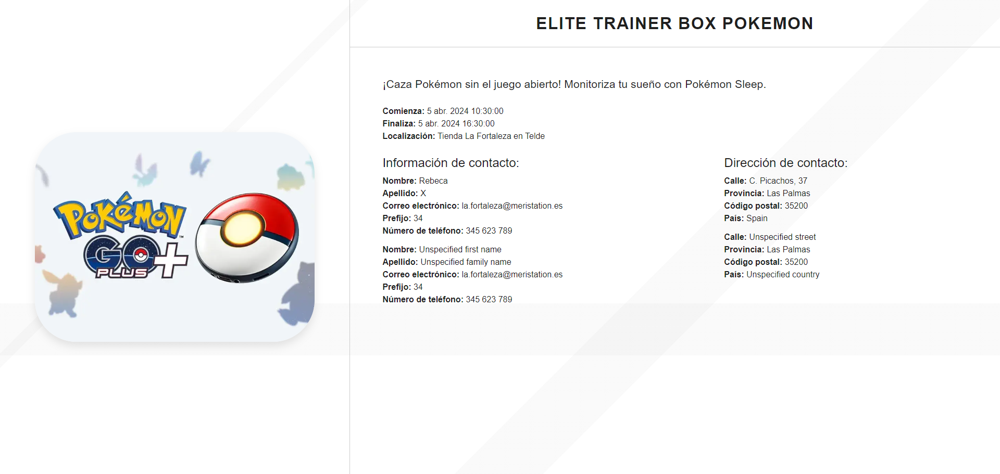 ELITE TRAINER BOX POKEMON
¡Caza Pokémon sin el juego abierto! Monitoriza tu sueño con Pokémon Sleep.
Comienza: 5 abr. 2024 10:30:00
Finaliza: 5 abr. 2024 16:30:00
Localización: Tienda La Fortaleza en Telde
Información de contacto:
Nombre: Rebeca
Apellido: X
Correo electrónico: la.fortaleza@meristation.es
Prefijo: 34
Número de teléfono: 345 623 789
Nombre: Unspecified first name
Apellido: Unspecified family name
Correo electrónico: la.fortaleza@meristation.es
Prefijo: 34
Número de teléfono: 345 623 789
Dirección de contacto:
Calle: C. Picachos, 37
Provincia: Las Palmas
Código postal: 35200
País: Spain
Calle: Unspecified street
Provincia: Las Palmas
Código postal: 35200
País: Unspecified country
POKéMON™
GO+
PLUS